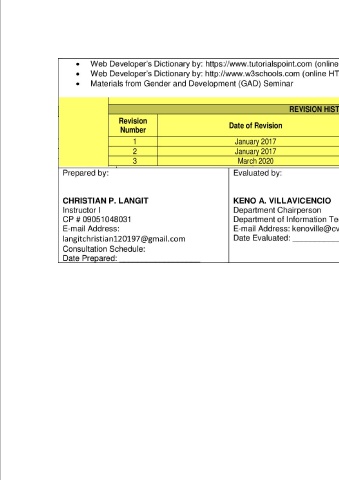 • Web Developer's Dictionary by: https://www.tutorialspoint.com (online
• Web Developer's Dictionary by: http://www.w3schools.com (online HT
• Materials from Gender and Development (GAD) Seminar
REVISION HIST
Revision Number Date of Revision
1 January 2017
2 January 2017
3 March 2020
Prepared by: Evaluated by:
CHRISTIAN P. LANGIT KENO A. VILLAVICENCIO
Instructor I Department Chairperson
CP # 09051048031 Department of Information Te
E-mail Address: E-mail Address: kenoville@cv
langitchristian120197@gmail.com Date Evaluated: ___________
Consultation Schedule:
Date Prepared: ___________________